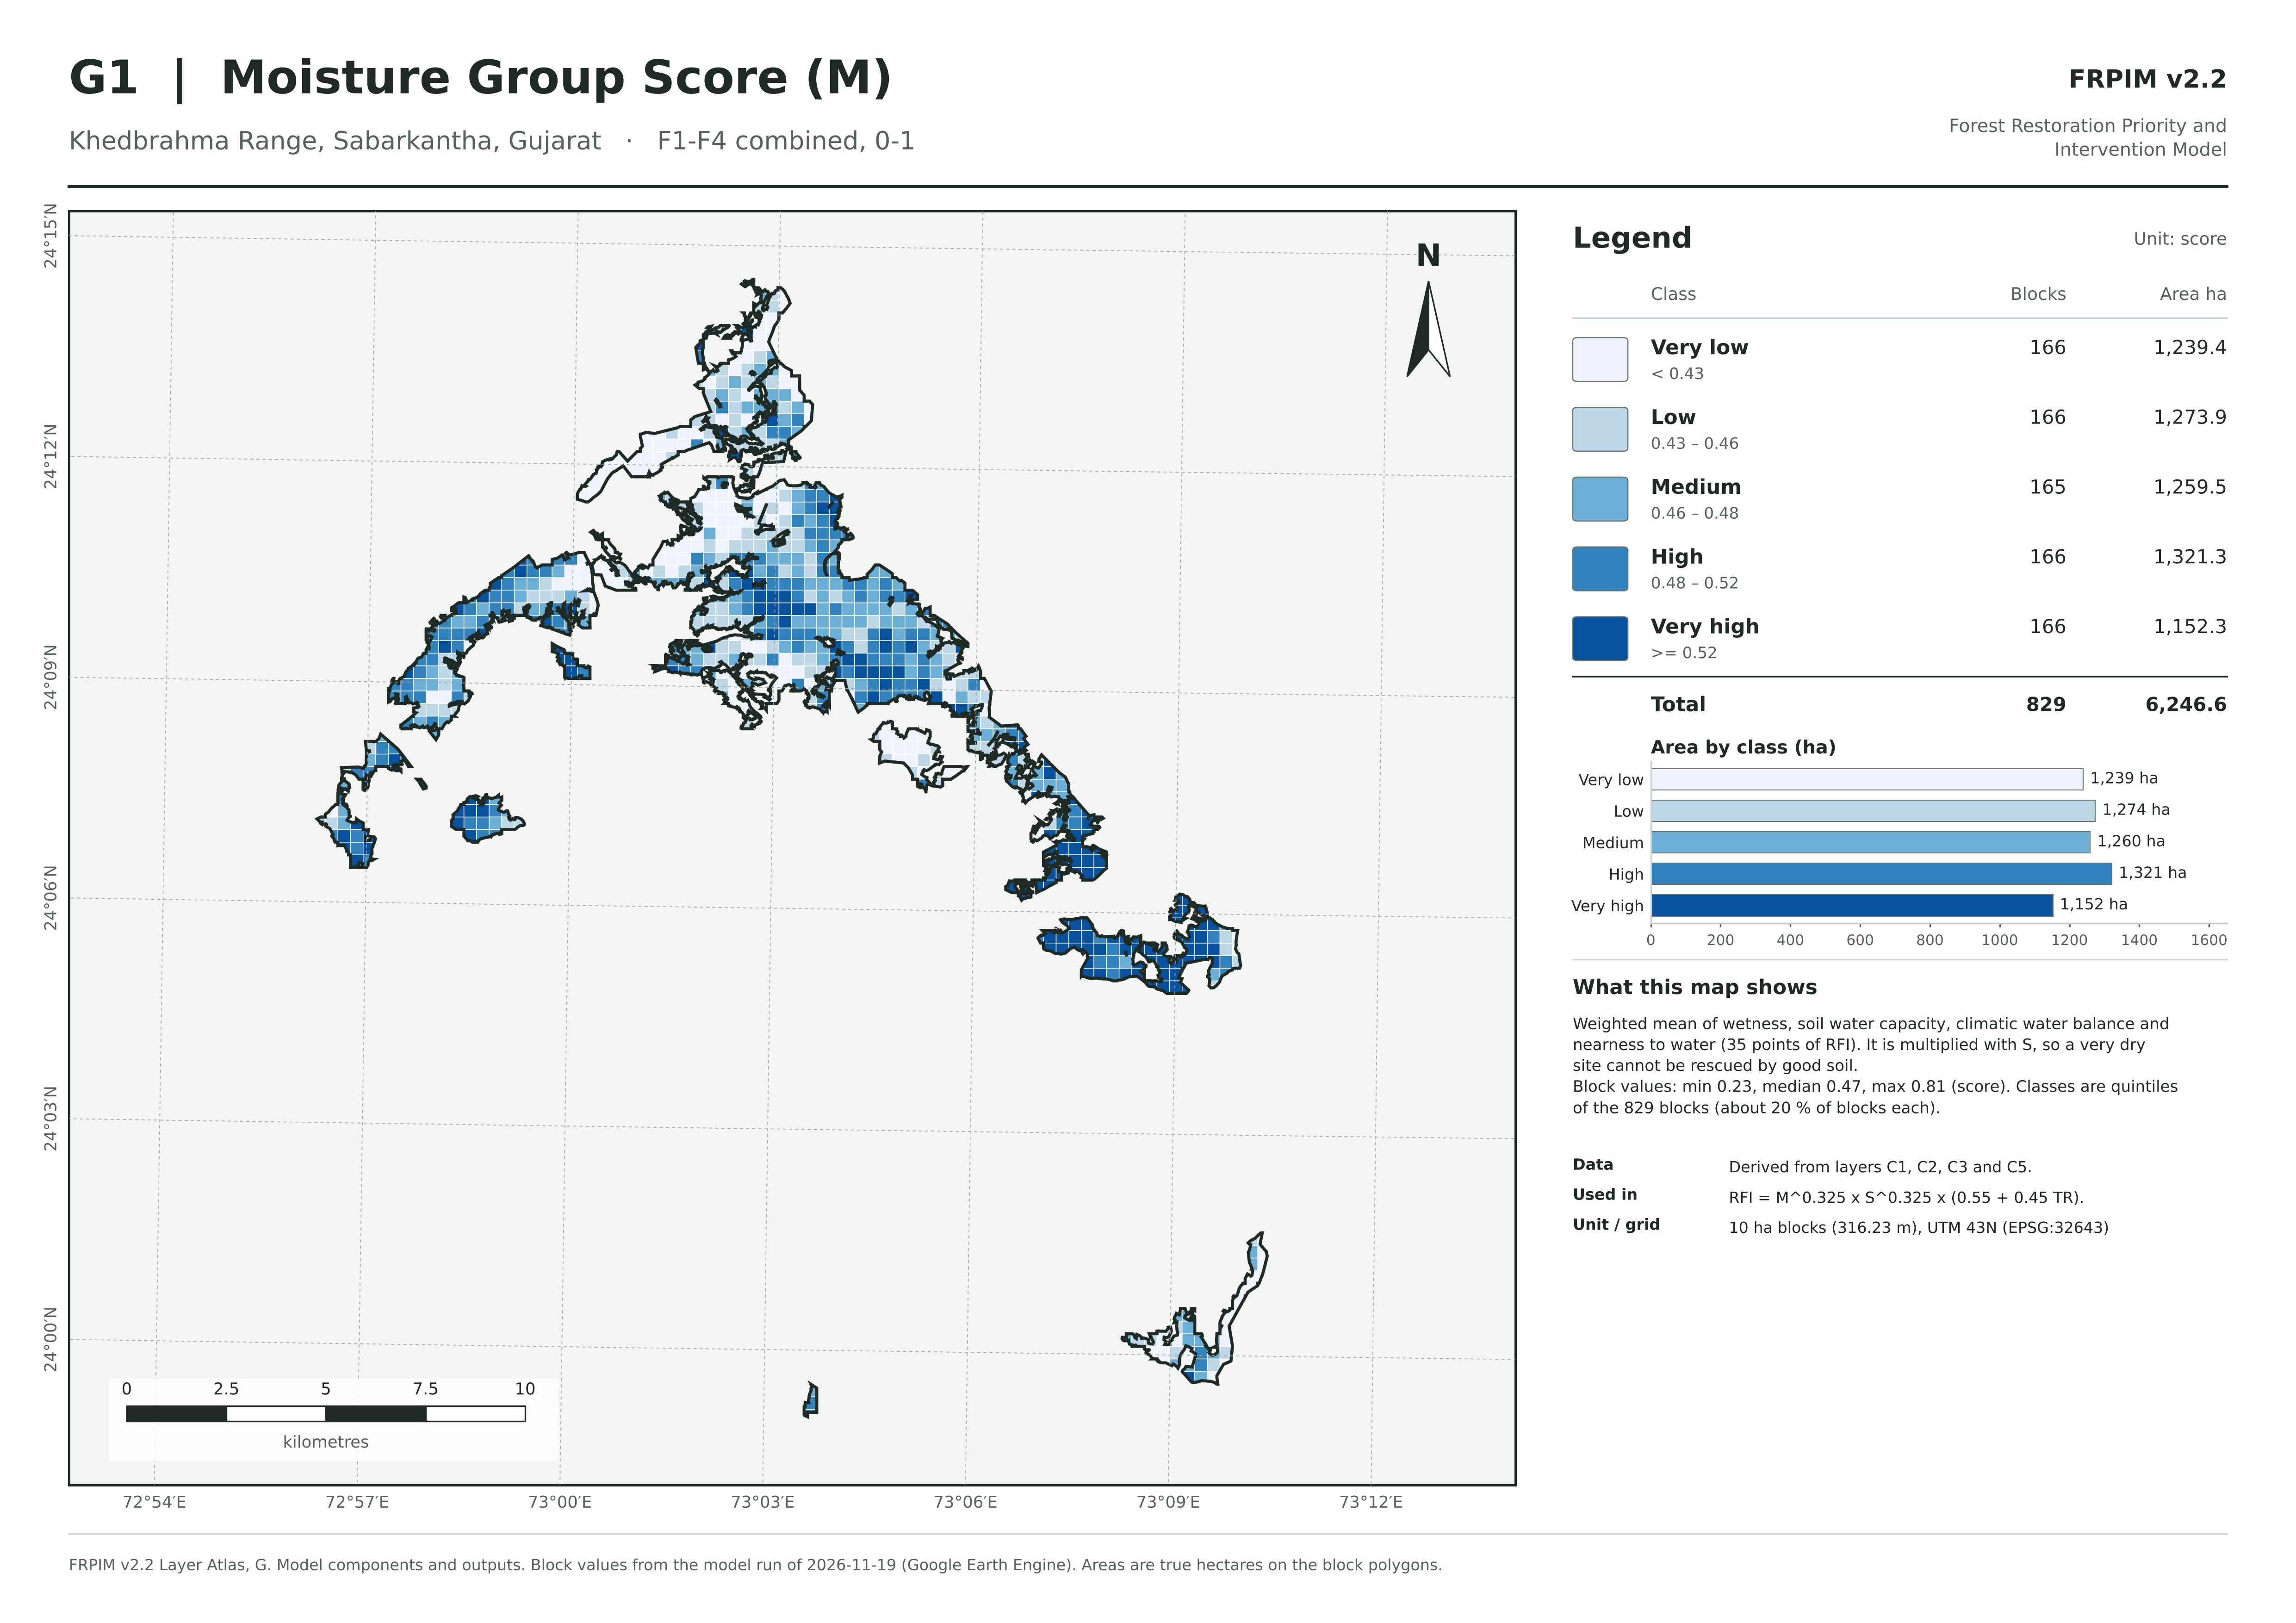 G1 | Moisture Group Score (M)
FRPIM v2.2
Khedbrahma Range, Sabarkantha, Gujarat · F1-F4 combined, 0-1
Forest Restoration Priority and
Intervention Model
24°15′N
24°12′N
24°09′N
24°06′N
24°03′N
24°00′N
N
0 2.5 5 7.5 10
kilometres
72°54′E 72°57′E 73°00′E 73°03′E 73°06′E 73°09′E 73°12′E
Legend Unit: score
Class Blocks Area ha
Very low 166 1,239.4
< 0.43
Low 166 1,273.9
0.43 – 0.46
Medium 165 1,259.5
0.46 – 0.48
High 166 1,321.3
0.48 – 0.52
Very high 166 1,152.3
>= 0.52
Total 829 6,246.6
Area by class (ha)
Very low 1,239 ha
Low 1,274 ha
Medium 1,260 ha
High 1,321 ha
Very high 1,152 ha
0 200 400 600 800 1000 1200 1400 1600
What this map shows
Weighted mean of wetness, soil water capacity, climatic water balance and
nearness to water (35 points of RFI). It is multiplied with S, so a very dry
site cannot be rescued by good soil.
Block values: min 0.23, median 0.47, max 0.81 (score). Classes are quintiles
of the 829 blocks (about 20 % of blocks each).
Data Derived from layers C1, C2, C3 and C5.
Used in RFI = M^0.325 x S^0.325 x (0.55 + 0.45 TR).
Unit / grid 10 ha blocks (316.23 m), UTM 43N (EPSG:32643)
FRPIM v2.2 Layer Atlas, G. Model components and outputs. Block values from the model run of 2026-11-19 (Google Earth Engine). Areas are true hectares on the block polygons.